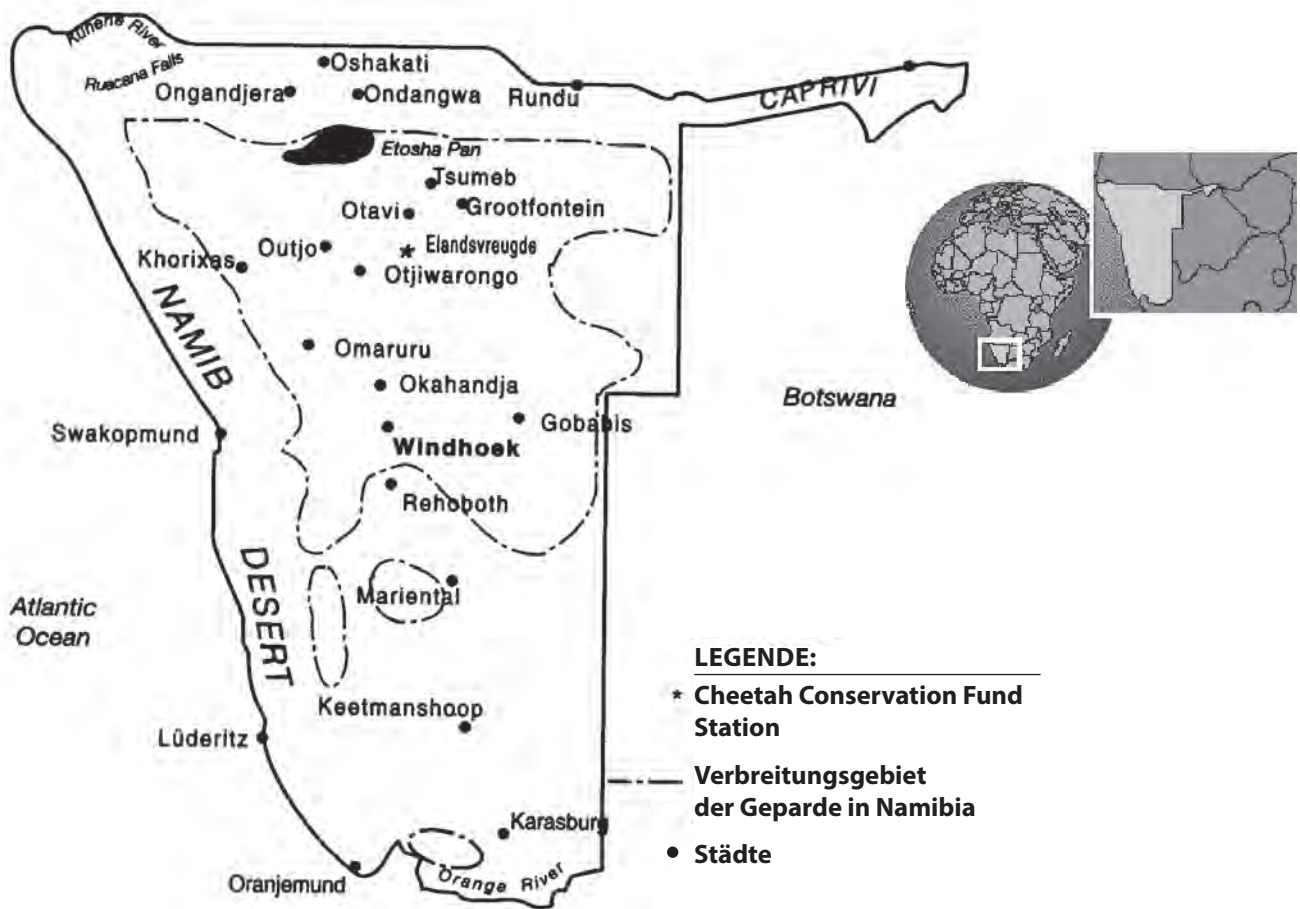 Kunene River
Ruacana Falls
Oshakati
Ongandjera
Ondangwa
Rundu
CAPRIVI
Etosha Pan
Tsumeb
Otavi
Grootfontein
Outjo
Elandsvreugde
Khorixas
Otjiwarongo
NAMIB
Omaruru
Okahandja
Botswana
Gobabis
Swakopmund
Windhoek
Rehoboth
DESERT
Mariental
Atlantic
Ocean
LEGENDE:
* Cheetah Conservation Fund
Station
Keetmanshoop
Lüderitz
Verbreitungsgebiet
der Geparde in Namibia
Karasburg
• Städte
Oranjemund
Orange River